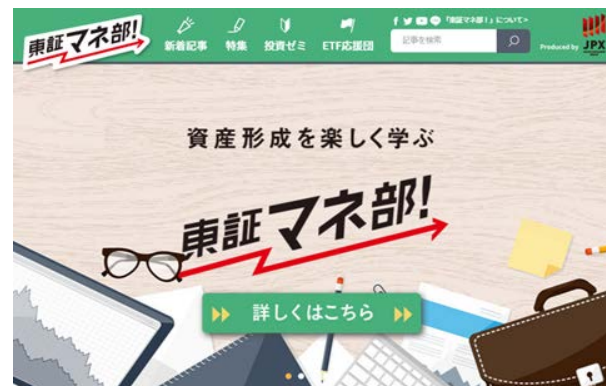 東証マネ部!
新着記事 特集 投資ゼミ ETF応援団
「東証マネ部!」について>
記事を検索
Produced by JPX
資産形成を楽しく学ぶ
東証マネ部!
詳しくはこちら